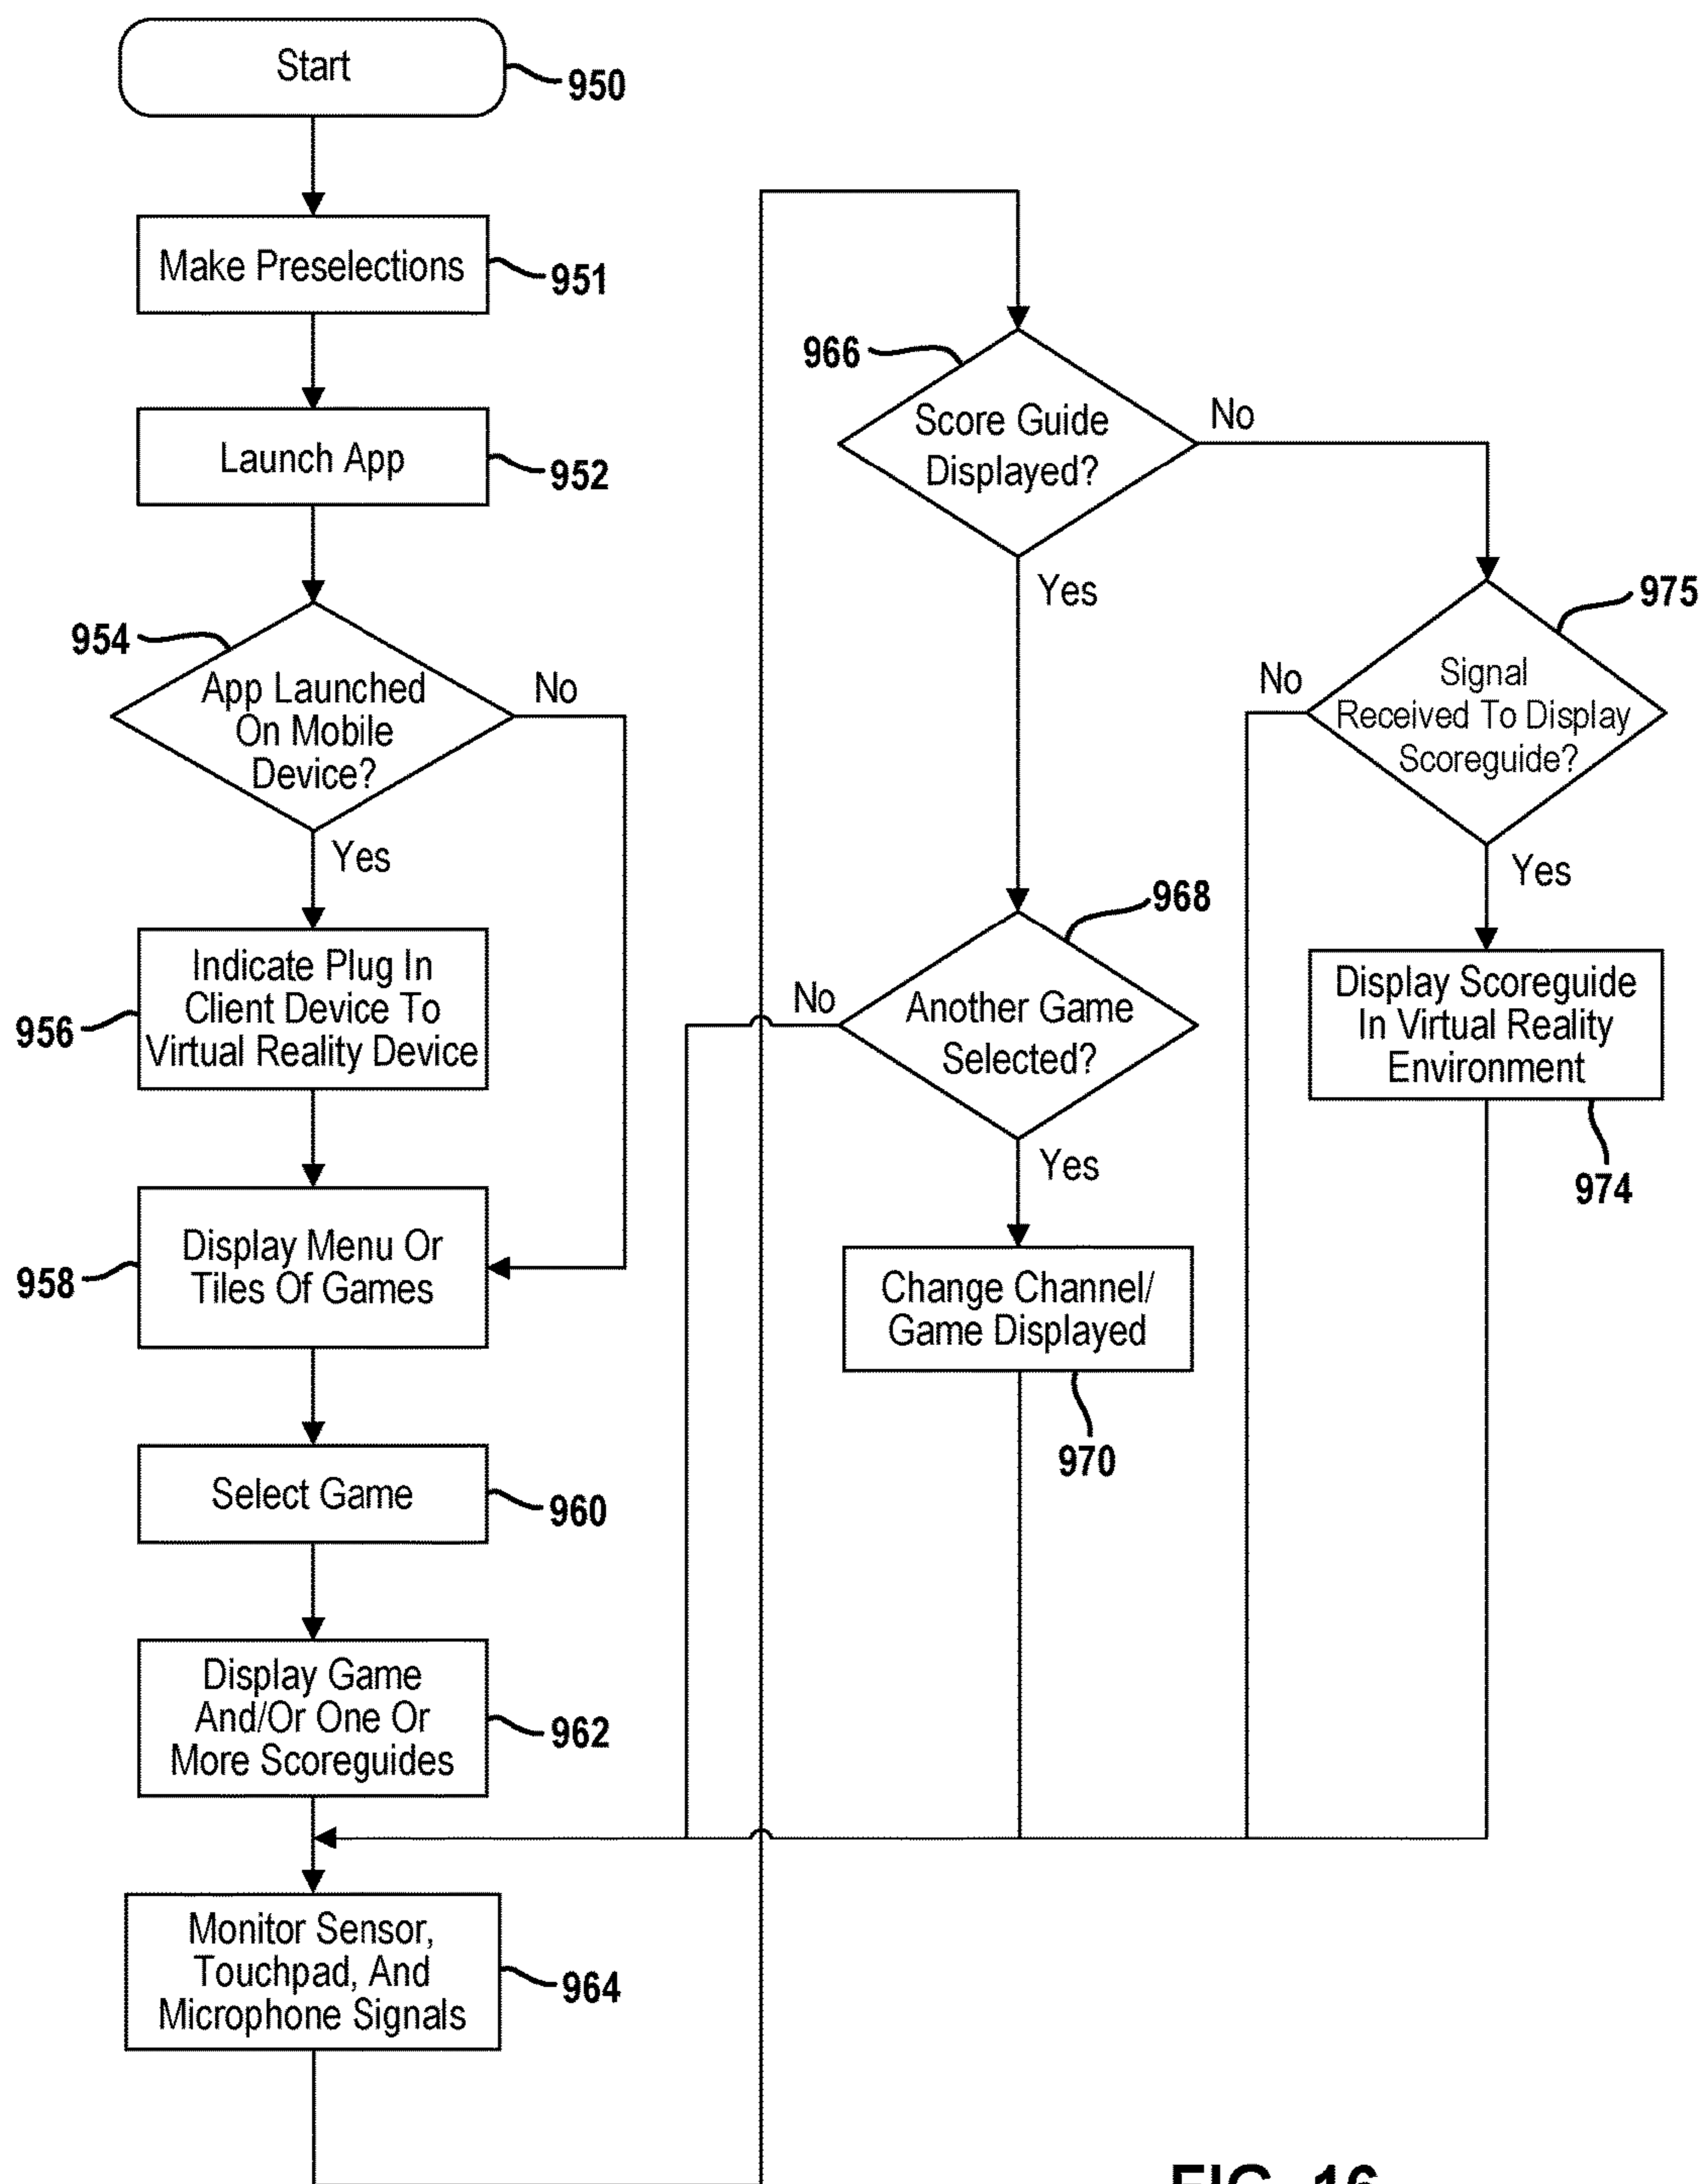 Start
950
Make Preselections
951
Launch App
952
954
App Launched
On Mobile
Device?
No
Yes
956
Indicate Plug In
Client Device To
Virtual Reality Device
958
Display Menu Or
Tiles Of Games
Select Game
960
Display Game
And/Or One Or
More Scoreguides
962
Monitor Sensor,
Touchpad, And
Microphone Signals
964
966
Score Guide
Displayed?
No
Yes
968
No
Another Game
Selected?
Yes
Change Channel/
Game Displayed
970
975
No
Signal
Received To Display
Scoreguide?
Yes
Display Scoreguide
In Virtual Reality
Environment
974
FIG. 16